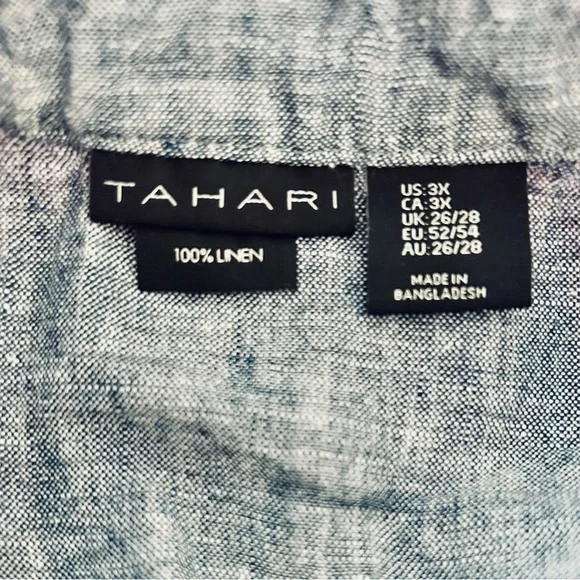 TAHARI
100% LINEN
US: 3X
CA: 3X
UK: 26/28
EU: 52/54
AU: 26/28
MADE IN
BANGLADESH